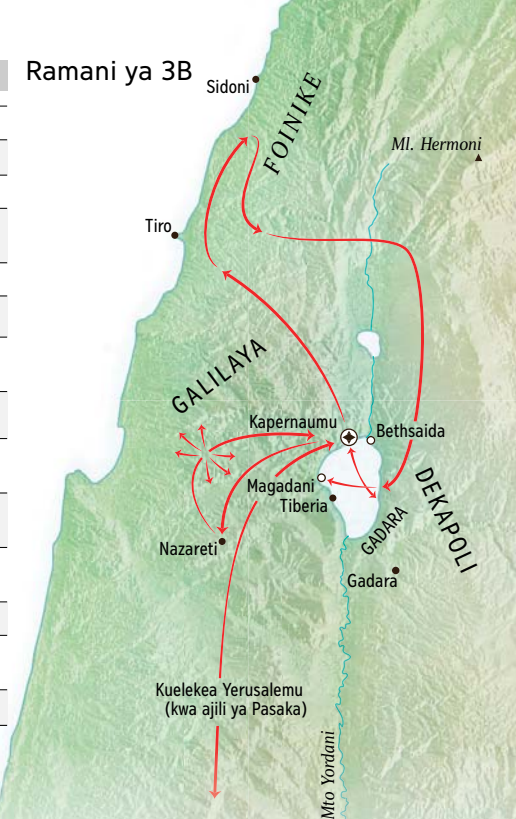 Ramani ya 3B
Sidoni
FOINIKE
Ml. Hermoni
Tiro
GALILAYA
Kapernaumu
Bethsaida
Magadani
Tiberia
DEKAPOLI
GADARA
Nazareti
Gadara
Kuelekea Yerusalemu
(kwa ajili ya Pasaka)
Mto Yordani